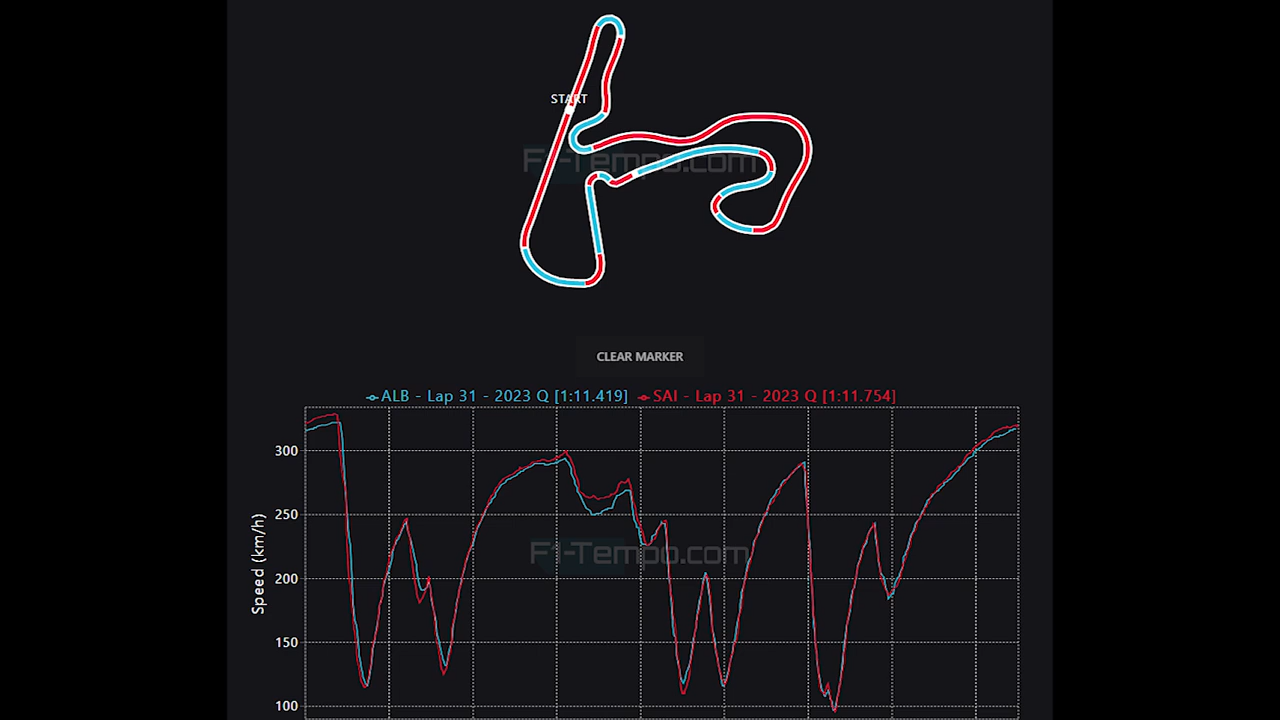 START
F1-Tempo.com
CLEAR MARKER
ALB - Lap 31 - 2023 Q [1:11.419] SAI - Lap 31 - 2023 Q [1:11.754]
300
250
200
150
100
Speed (km/h)
F1-Tempo.com